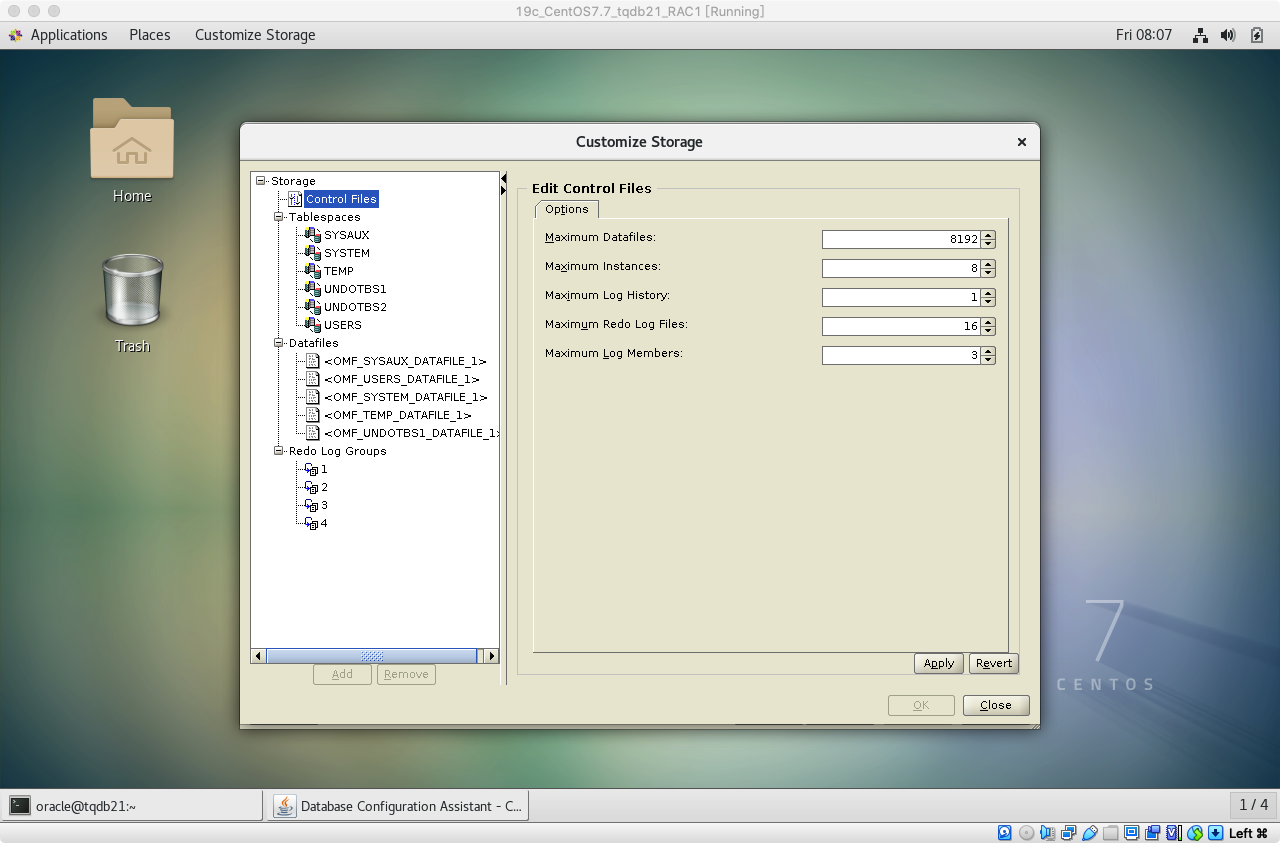 19c_CentOS7.7_tqdb21_RAC1 [Running]
Applications Places Customize Storage Fri 08:07
Home
Trash
Customize Storage
Storage
Control Files
Tablespaces
SYSAUX
SYSTEM
TEMP
UNDOTBS1
UNDOTBS2
USERS
Datafiles
<OMF_SYSAUX_DATAFILE_1>
<OMF_USERS_DATAFILE_1>
<OMF_SYSTEM_DATAFILE_1>
<OMF_TEMP_DATAFILE_1>
<OMF_UNDOTBS1_DATAFILE_1>
Redo Log Groups
1
2
3
4
Add Remove
Edit Control Files
Options
Maximum Datafiles: 8192
Maximum Instances: 8
Maximum Log History: 1
Maximum Redo Log Files: 16
Maximum Log Members: 3
Apply Revert
OK Close
7
CENTOS
oracle@tqdb21:~ Database Configuration Assistant - C... 1 / 4
Left ⌘